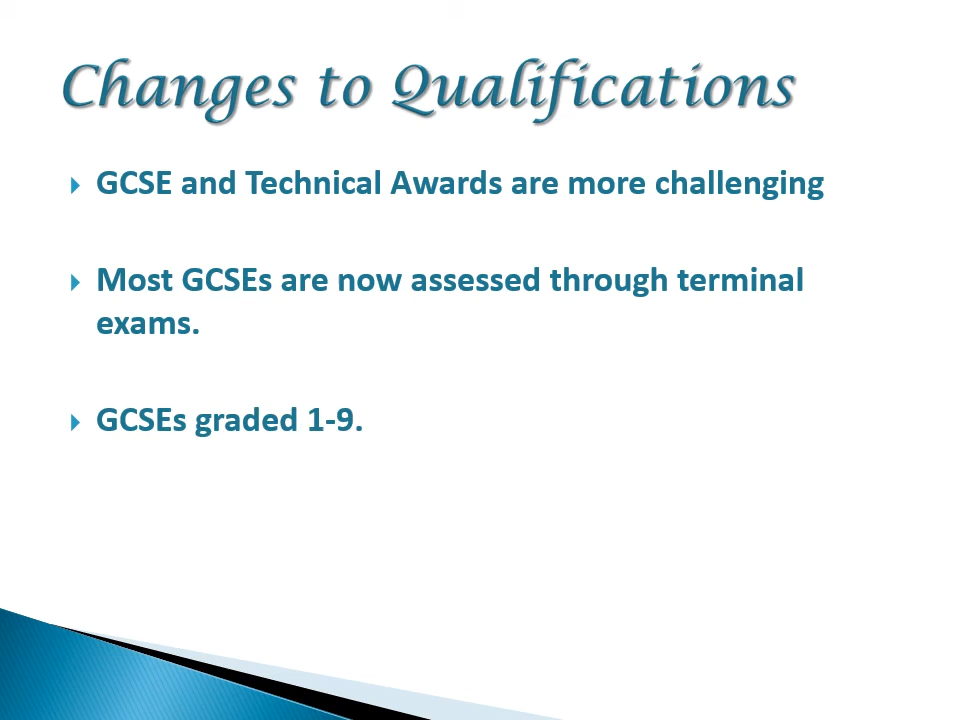 Changes to Qualifications
GCSE and Technical Awards are more challenging
Most GCSEs are now assessed through terminal
exams.
GCSEs graded 1-9.